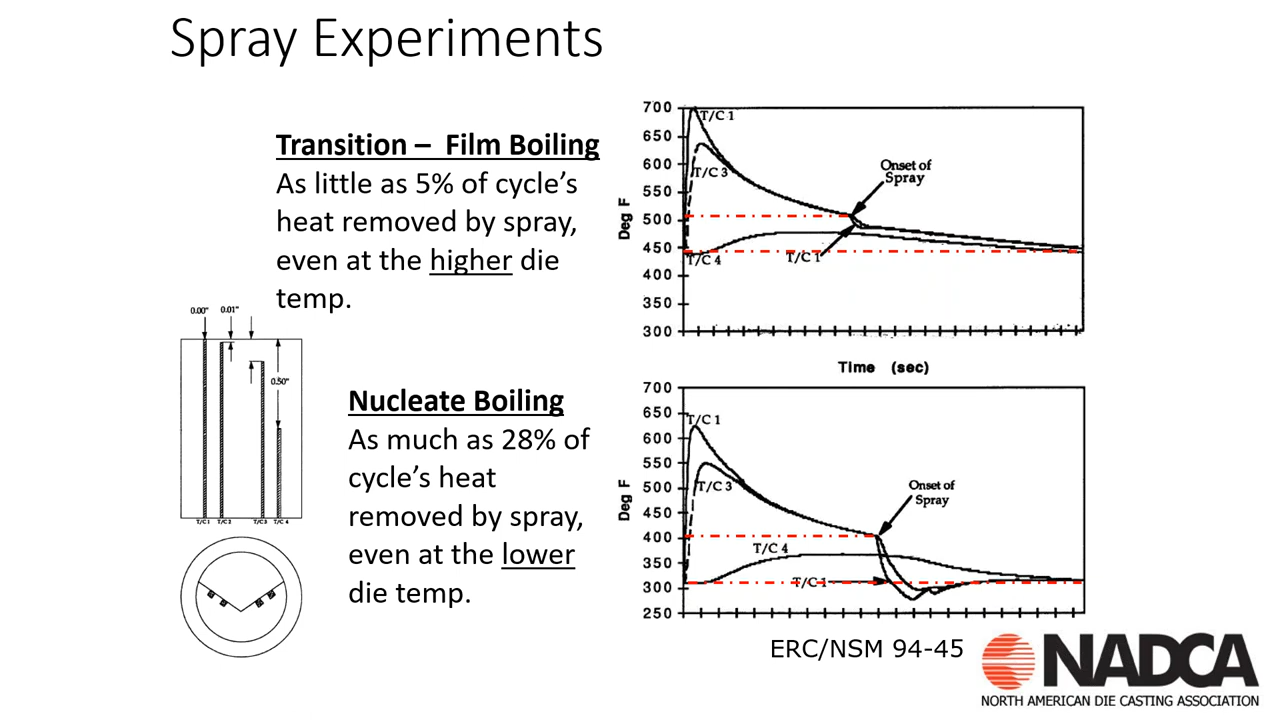 Spray Experiments
Transition – Film Boiling
As little as 5% of cycle’s
heat removed by spray,
even at the higher die
temp.
0.00" 0.01"
0.50"
T/C 1 T/C 2 T/C 3 T/C 4
Nucleate Boiling
As much as 28% of
cycle’s heat
removed by spray,
even at the lower
die temp.
700
650
600
550
500
450
400
350
300
Deg F
T/C 1
T/C 3
Onset of
Spray
T/C 4
T/C 1
Time (sec)
700
650
600
550
500
450
400
350
300
250
Deg F
T/C 1
T/C 3
Onset of
Spray
T/C 4
T/C 1
ERC/NSM 94-45
NADCA
NORTH AMERICAN DIE CASTING ASSOCIATION